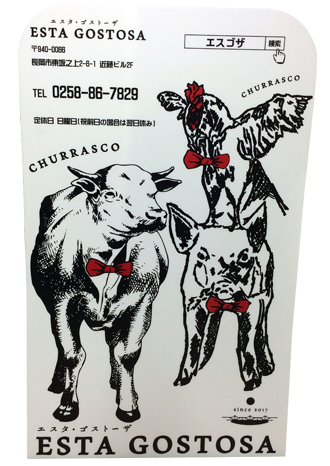 エスタ・ゴストーザ
ESTA GOSTOSA
〒940-0066
長岡市東坂之上2-6-1 近藤ビル2F
TEL 0258-86-7829
定休日 日曜日(祝前日の場合は翌日休み)
エスゴザ 検索
CHURRASCO
CHURRASCO
since 2017
エスタ・ゴストーザ
ESTA GOSTOSA